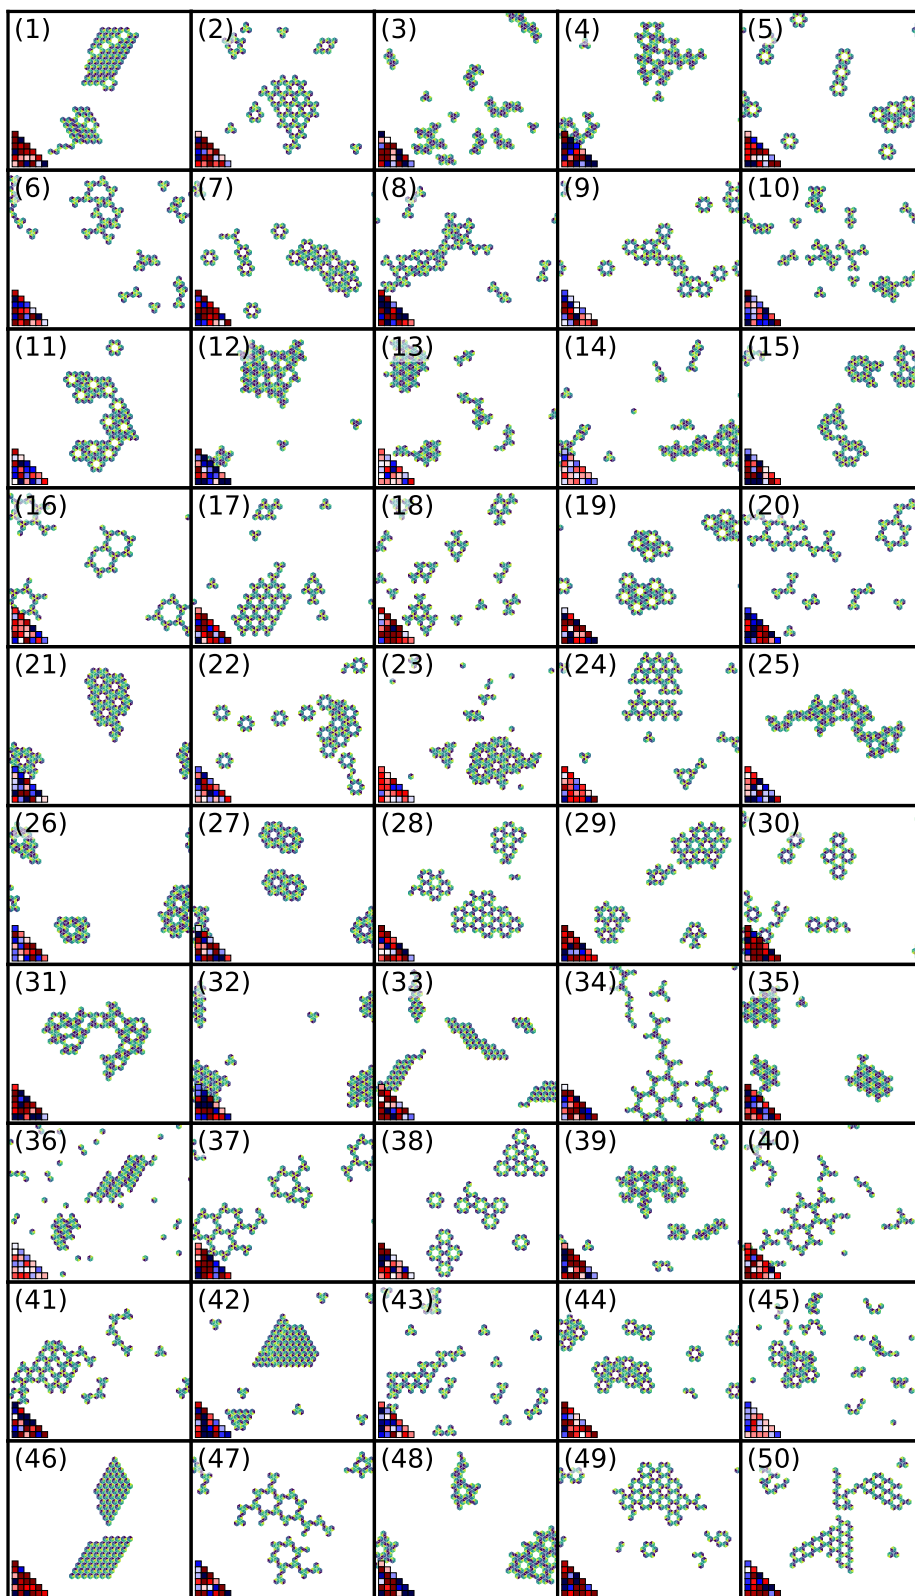 (1) (2) (3) (4) (5)
(6) (7) (8) (9) (10)
(11) (12) (13) (14) (15)
(16) (17) (18) (19) (20)
(21) (22) (23) (24) (25)
(26) (27) (28) (29) (30)
(31) (32) (33) (34) (35)
(36) (37) (38) (39) (40)
(41) (42) (43) (44) (45)
(46) (47) (48) (49) (50)